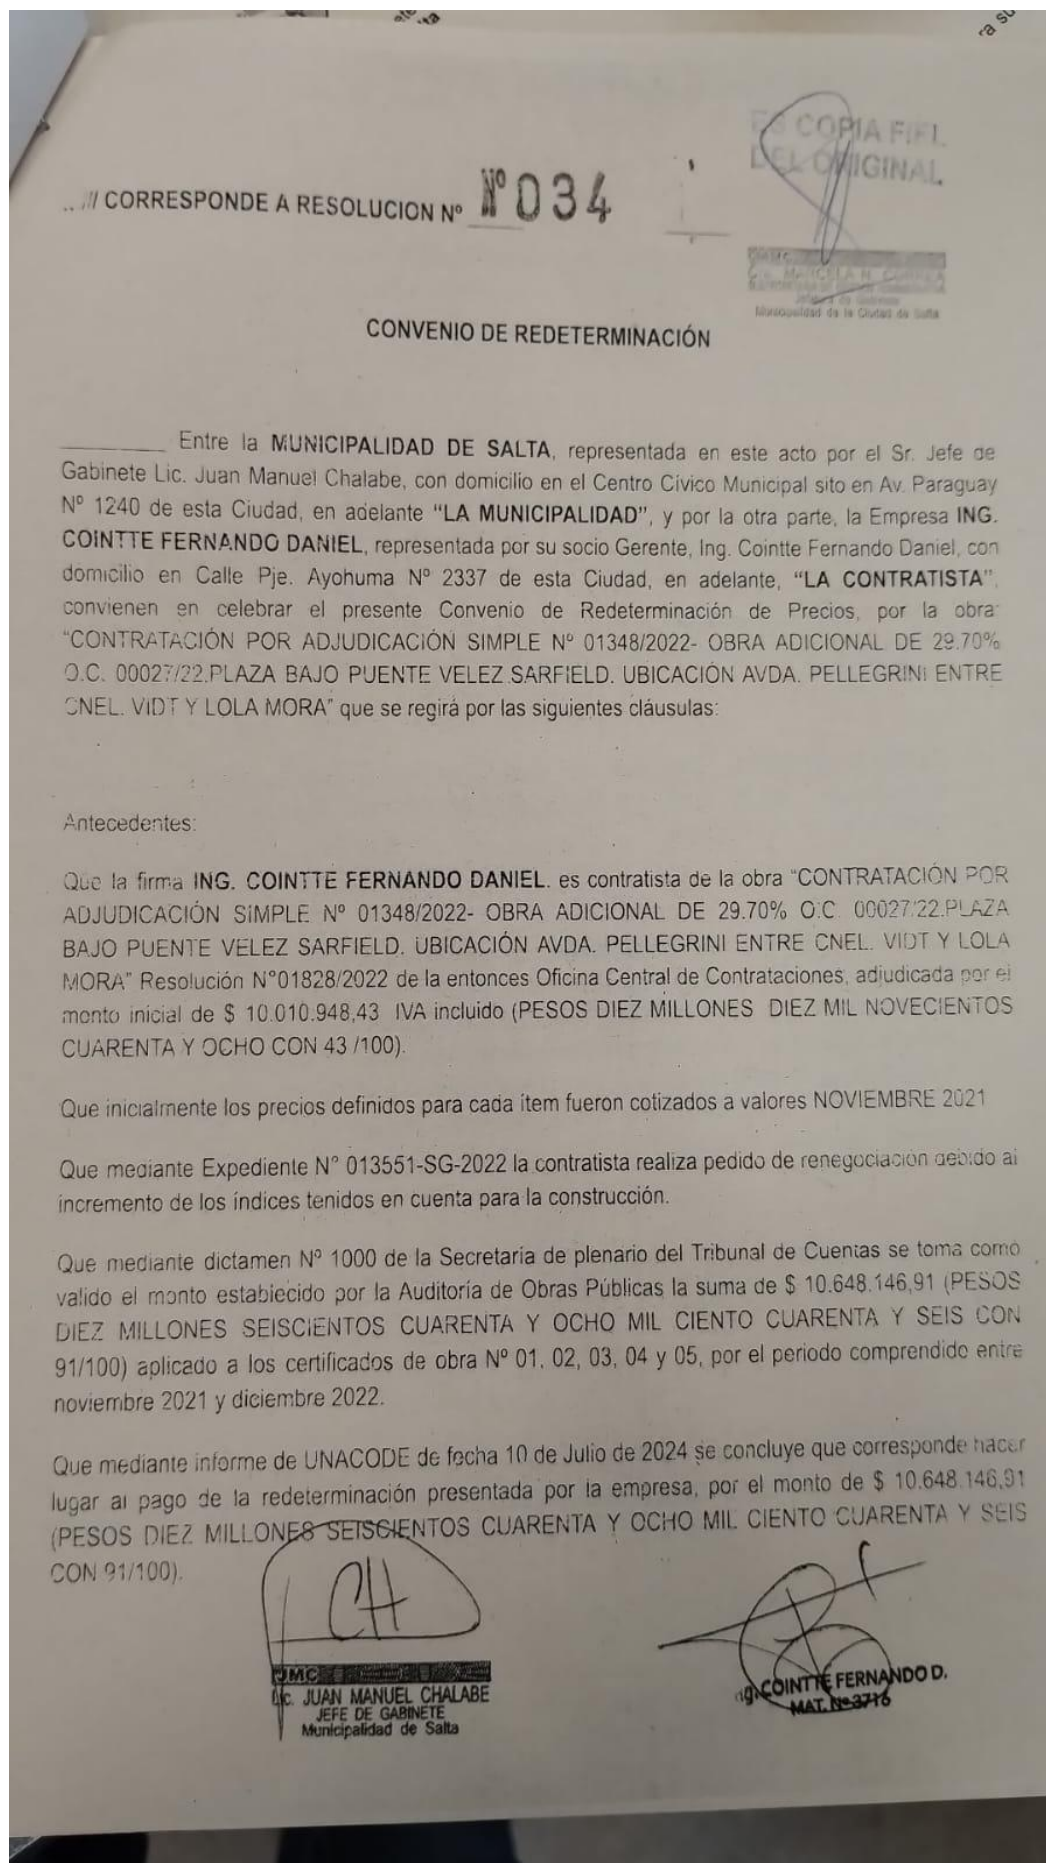 ES COPIA FIEL
DEL ORIGINAL
.. /// CORRESPONDE A RESOLUCION Nº Nº 034
MARCELA N. CORREA
Jefatura de Gabinete
Municipalidad de la Ciudad de Salta
CONVENIO DE REDETERMINACIÓN
Entre la MUNICIPALIDAD DE SALTA, representada en este acto por el Sr. Jefe de
Gabinete Lic. Juan Manuel Chalabe, con domicilio en el Centro Cívico Municipal sito en Av. Paraguay
Nº 1240 de esta Ciudad, en adelante “LA MUNICIPALIDAD”, y por la otra parte, la Empresa ING.
COINTTE FERNANDO DANIEL, representada por su socio Gerente, Ing. Cointte Fernando Daniel, con
domicilio en Calle Pje. Ayohuma Nº 2337 de esta Ciudad, en adelante, “LA CONTRATISTA”,
convienen en celebrar el presente Convenio de Redeterminación de Precios, por la obra:
“CONTRATACIÓN POR ADJUDICACIÓN SIMPLE Nº 01348/2022- OBRA ADICIONAL DE 29.70%
O.C. 00027/22.PLAZA BAJO PUENTE VELEZ SARFIELD. UBICACIÓN AVDA. PELLEGRINI ENTRE
CNEL. VIDT Y LOLA MORA” que se regirá por las siguientes cláusulas:
Antecedentes:
Que la firma ING. COINTTE FERNANDO DANIEL. es contratista de la obra “CONTRATACIÓN POR
ADJUDICACIÓN SIMPLE Nº 01348/2022- OBRA ADICIONAL DE 29.70% O.C. 00027/22.PLAZA
BAJO PUENTE VELEZ SARFIELD. UBICACIÓN AVDA. PELLEGRINI ENTRE CNEL. VIDT Y LOLA
MORA” Resolución N°01828/2022 de la entonces Oficina Central de Contrataciones, adjudicada por el
monto inicial de $ 10.010.948,43 IVA incluido (PESOS DIEZ MILLONES DIEZ MIL NOVECIENTOS
CUARENTA Y OCHO CON 43 /100).
Que inicialmente los precios definidos para cada ítem fueron cotizados a valores NOVIEMBRE 2021
Que mediante Expediente N° 013551-SG-2022 la contratista realiza pedido de renegociación debido al
incremento de los índices tenidos en cuenta para la construcción.
Que mediante dictamen Nº 1000 de la Secretaría de plenario del Tribunal de Cuentas se toma como
valido el monto establecido por la Auditoría de Obras Públicas la suma de $ 10.648.146,91 (PESOS
DIEZ MILLONES SEISCIENTOS CUARENTA Y OCHO MIL CIENTO CUARENTA Y SEIS CON
91/100) aplicado a los certificados de obra Nº 01, 02, 03, 04 y 05, por el periodo comprendido entre
noviembre 2021 y diciembre 2022.
Que mediante informe de UNACODE de fecha 10 de Julio de 2024 se concluye que corresponde hacer
lugar al pago de la redeterminación presentada por la empresa, por el monto de $ 10.648.146,91
(PESOS DIEZ MILLONES SEISCIENTOS CUARENTA Y OCHO MIL CIENTO CUARENTA Y SEIS
CON 91/100).
CH
Lic. JUAN MANUEL CHALABE
JEFE DE GABINETE
Municipalidad de Salta
Ing. COINTTE FERNANDO D.
MAT. Nº 3716